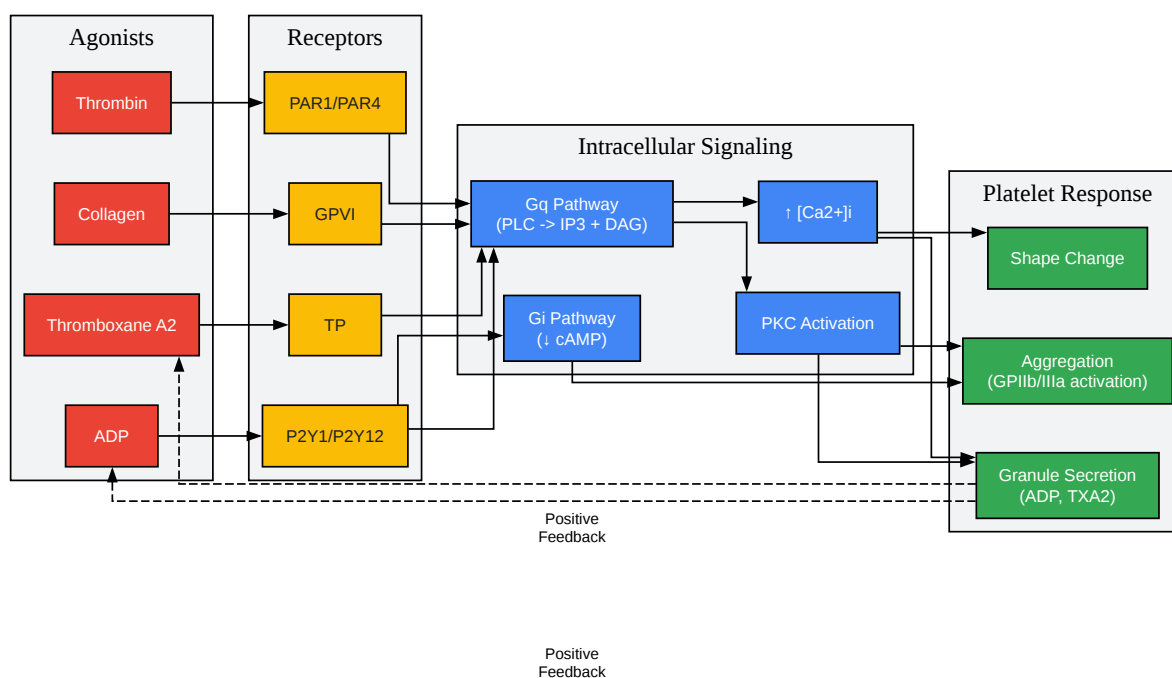 Agonists
Thrombin
Collagen
Thromboxane A2
ADP
Receptors
PAR1/PAR4
GPVI
TP
P2Y1/P2Y12
Intracellular Signaling
Gq Pathway
(PLC -> IP3 + DAG)
↑ [Ca2+]i
Gi Pathway
(↓ cAMP)
PKC Activation
Platelet Response
Shape Change
Aggregation
(GPIIb/IIIa activation)
Granule Secretion
(ADP, TXA2)
Positive
Feedback
Positive
Feedback